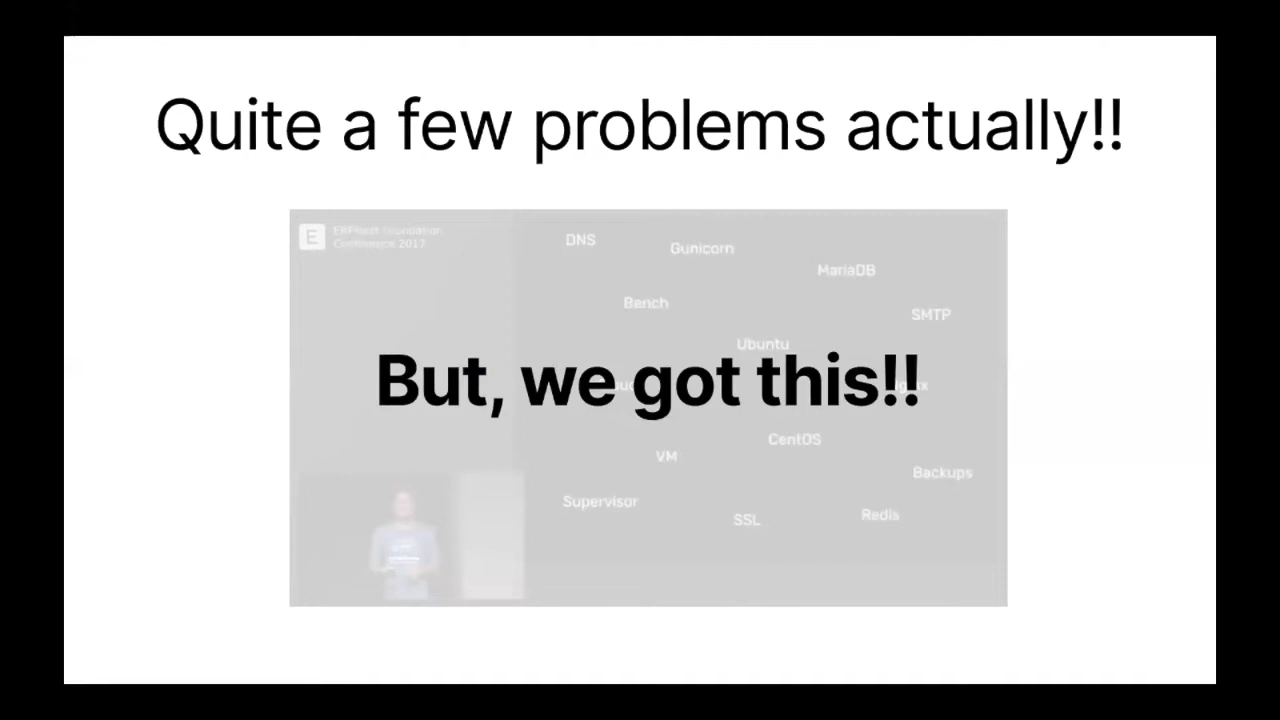 Quite a few problems actually!!
E
ERPNext Foundation
Conference 2017
DNS
Gunicorn
MariaDB
Bench
SMTP
Ubuntu
But, we got this!!
CentOS
VM
Backups
Supervisor
SSL
Redis